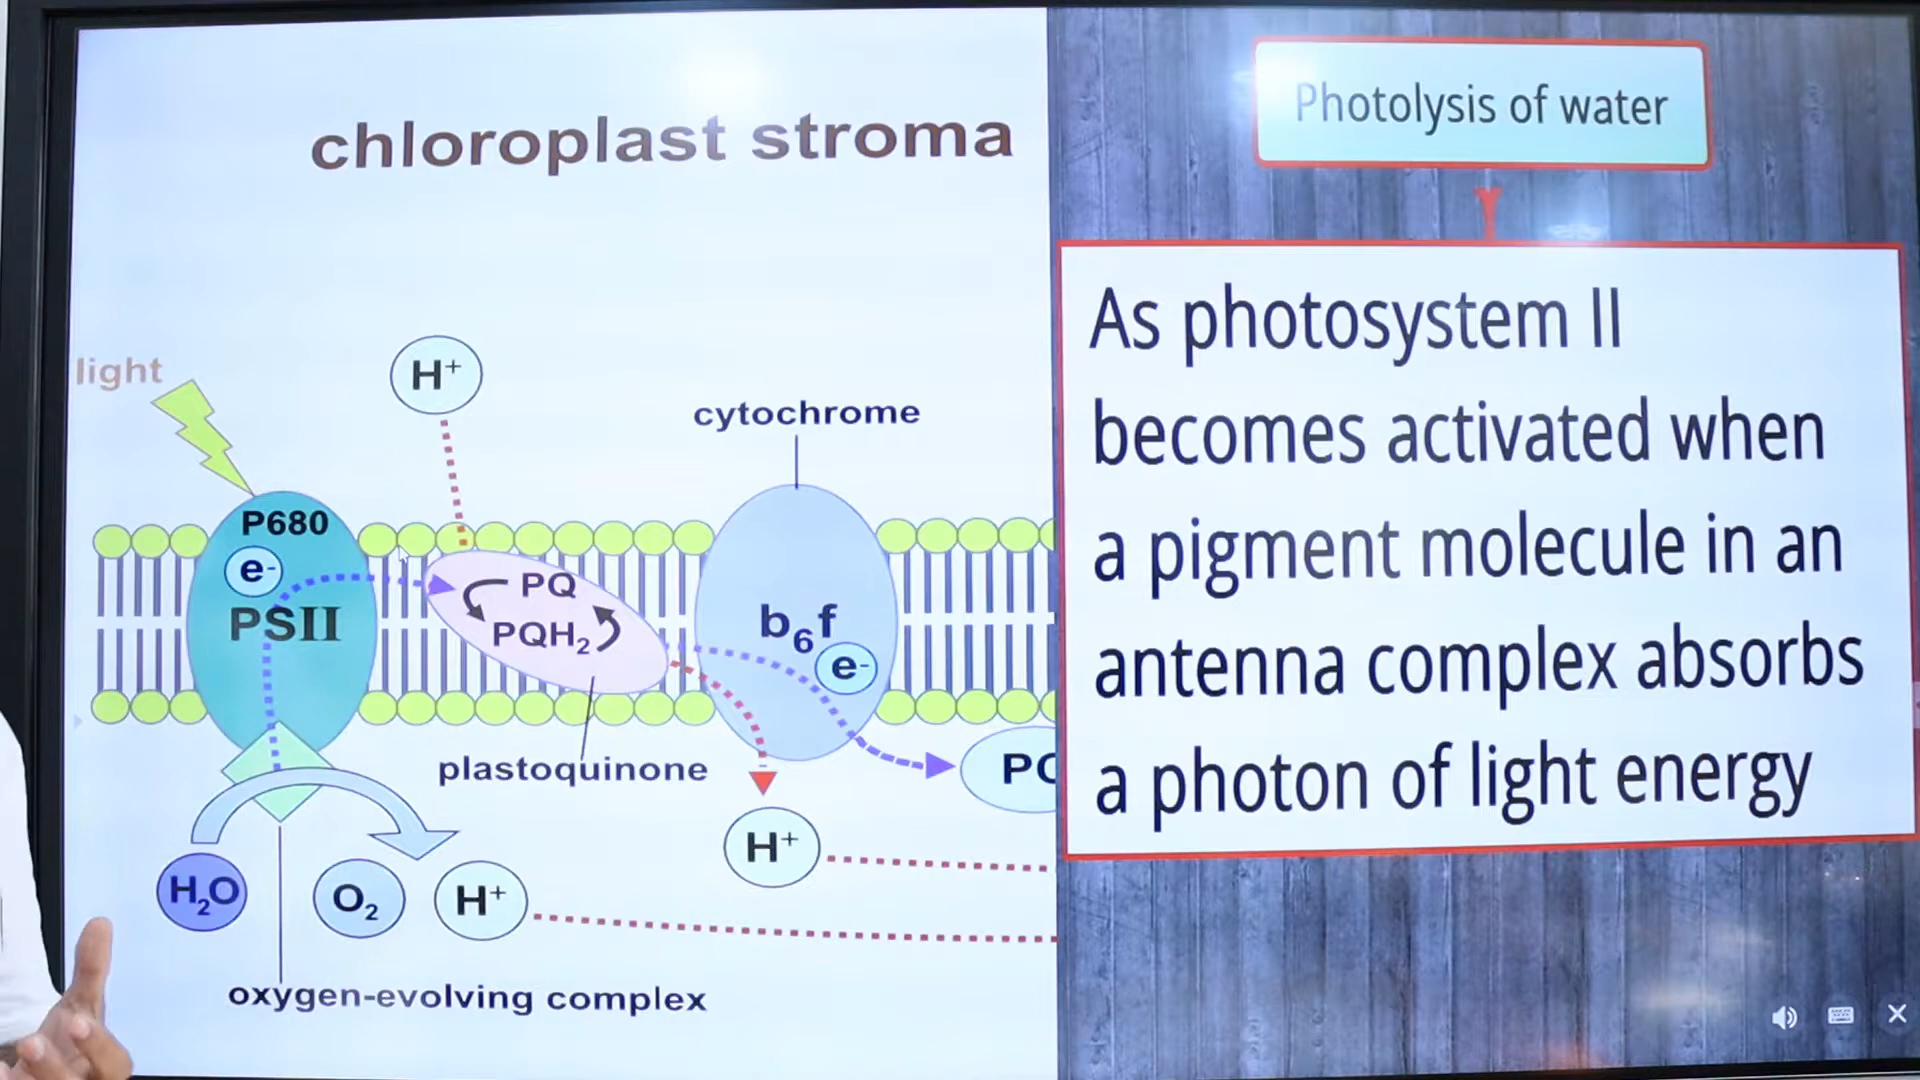 chloroplast stroma
light
H⁺
cytochrome
P680
e⁻
PSII
PQ
PQH₂
b₆f
e⁻
plastoquinone
PC
H⁺
H₂O
O₂
H⁺
oxygen-evolving complex
Photolysis of water
As photosystem II
becomes activated when
a pigment molecule in an
antenna complex absorbs
a photon of light energy